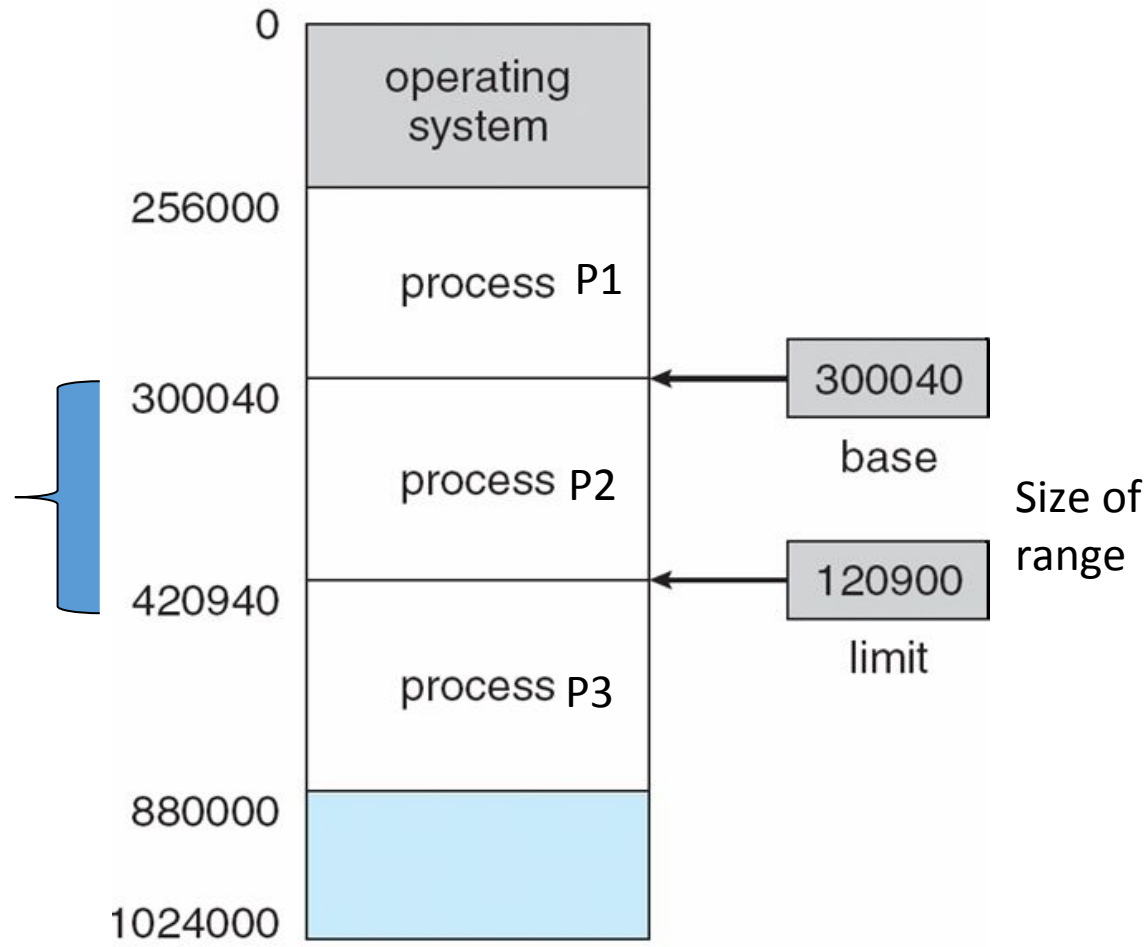 0
operating
system
256000
process P1
300040
300040
base
process P2
Size of
range
420940
120900
limit
process P3
880000
1024000